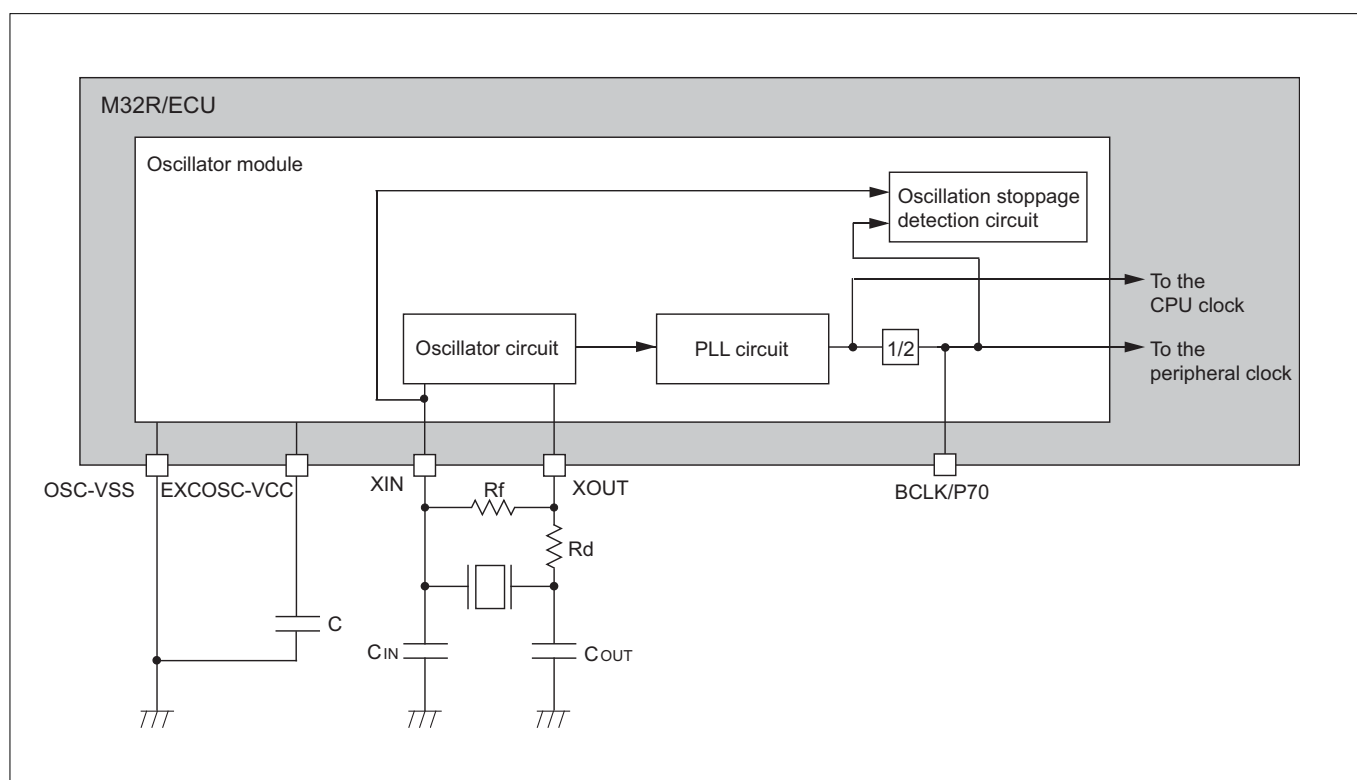 M32R/ECU
Oscillator module
Oscillation stoppage
detection circuit
To the
CPU clock
Oscillator circuit
PLL circuit
1/2
To the
peripheral clock
OSC-VSS
EXCOSC-VCC
XIN
XOUT
BCLK/P70
Rf
Rd
C
CIN
COUT